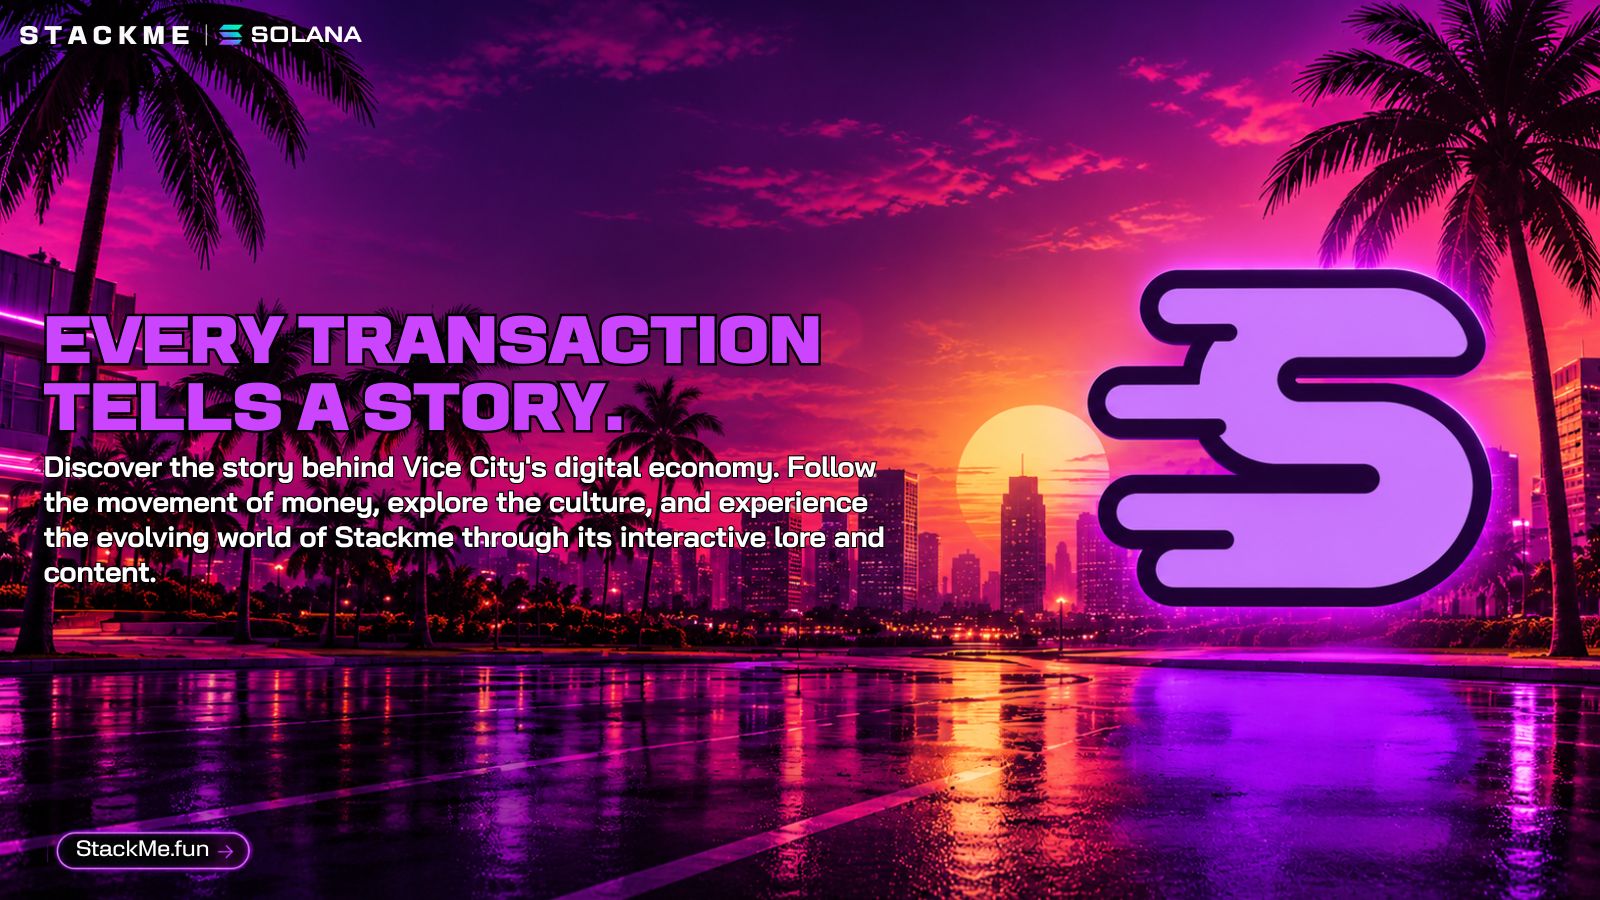 STACKME | SOLANA
EVERY TRANSACTION
TELLS A STORY.
Discover the story behind Vice City's digital economy. Follow
the movement of money, explore the culture, and experience
the evolving world of Stackme through its interactive lore and
content.
StackMe.fun →